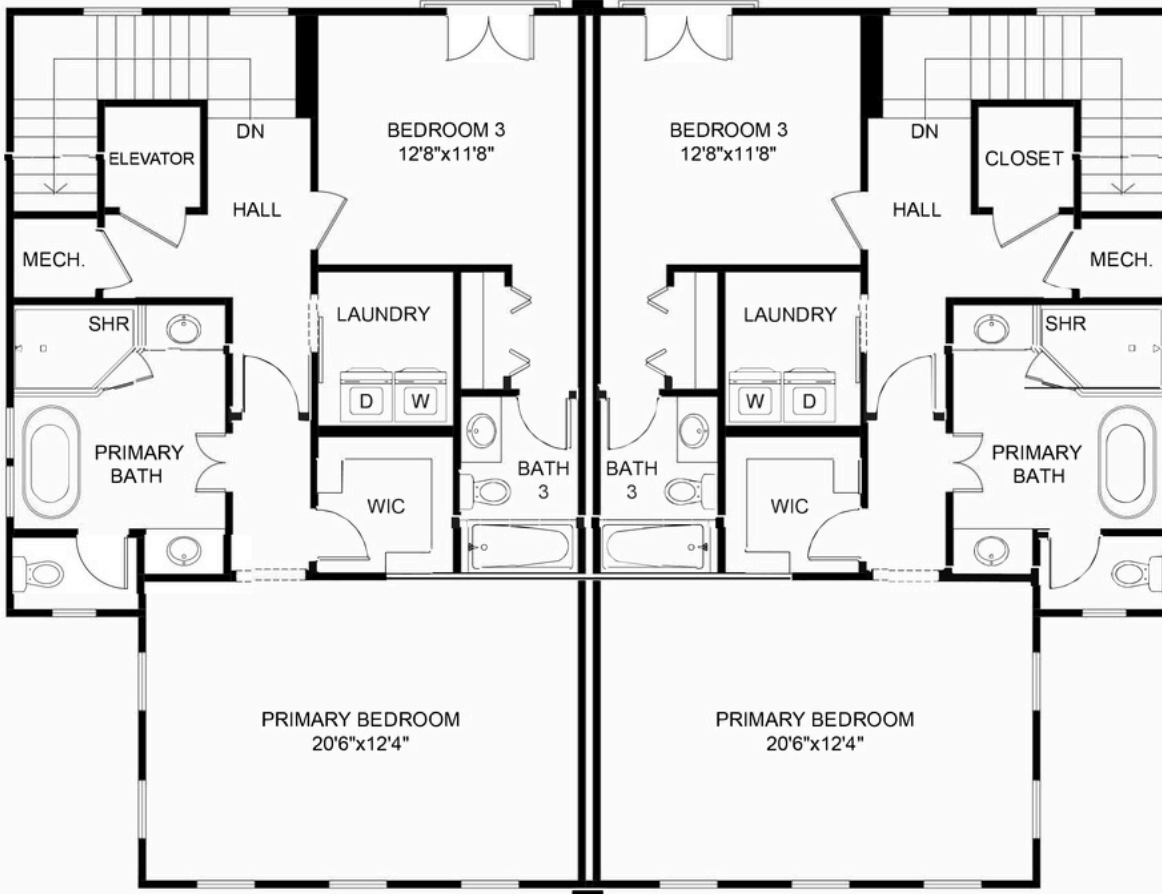 DN
BEDROOM 3
12'8"x11'8"
BEDROOM 3
12'8"x11'8"
DN
ELEVATOR
CLOSET
HALL
HALL
MECH.
MECH.
SHR
LAUNDRY
LAUNDRY
SHR
D
W
W
D
PRIMARY
BATH
BATH
3
BATH
3
PRIMARY
BATH
WIC
WIC
PRIMARY BEDROOM
20'6"x12'4"
PRIMARY BEDROOM
20'6"x12'4"